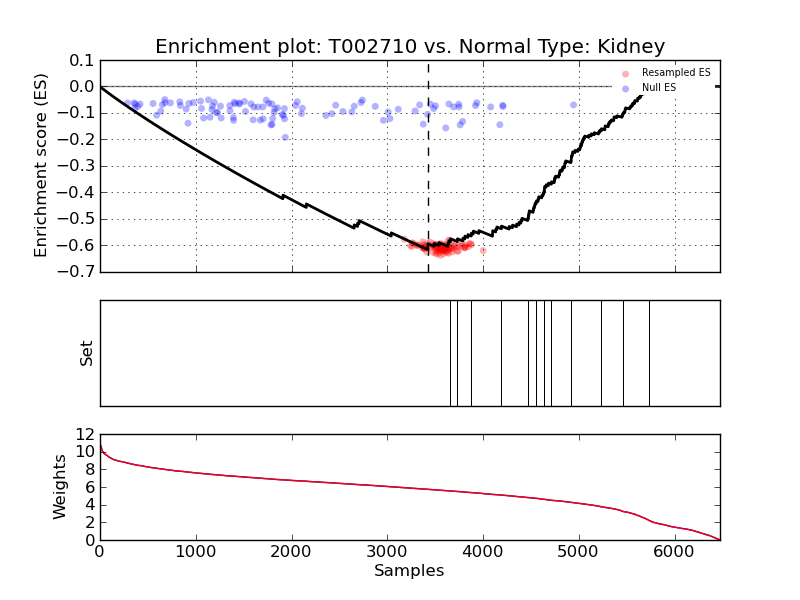 Enrichment plot: T002710 vs. Normal Type: Kidney
Enrichment score (ES)
0.1
0.0
−0.1
−0.2
−0.3
−0.4
−0.5
−0.6
−0.7
Resampled ES
Null ES
Set
Weights
12
10
8
6
4
2
0
0 1000 2000 3000 4000 5000 6000
Samples